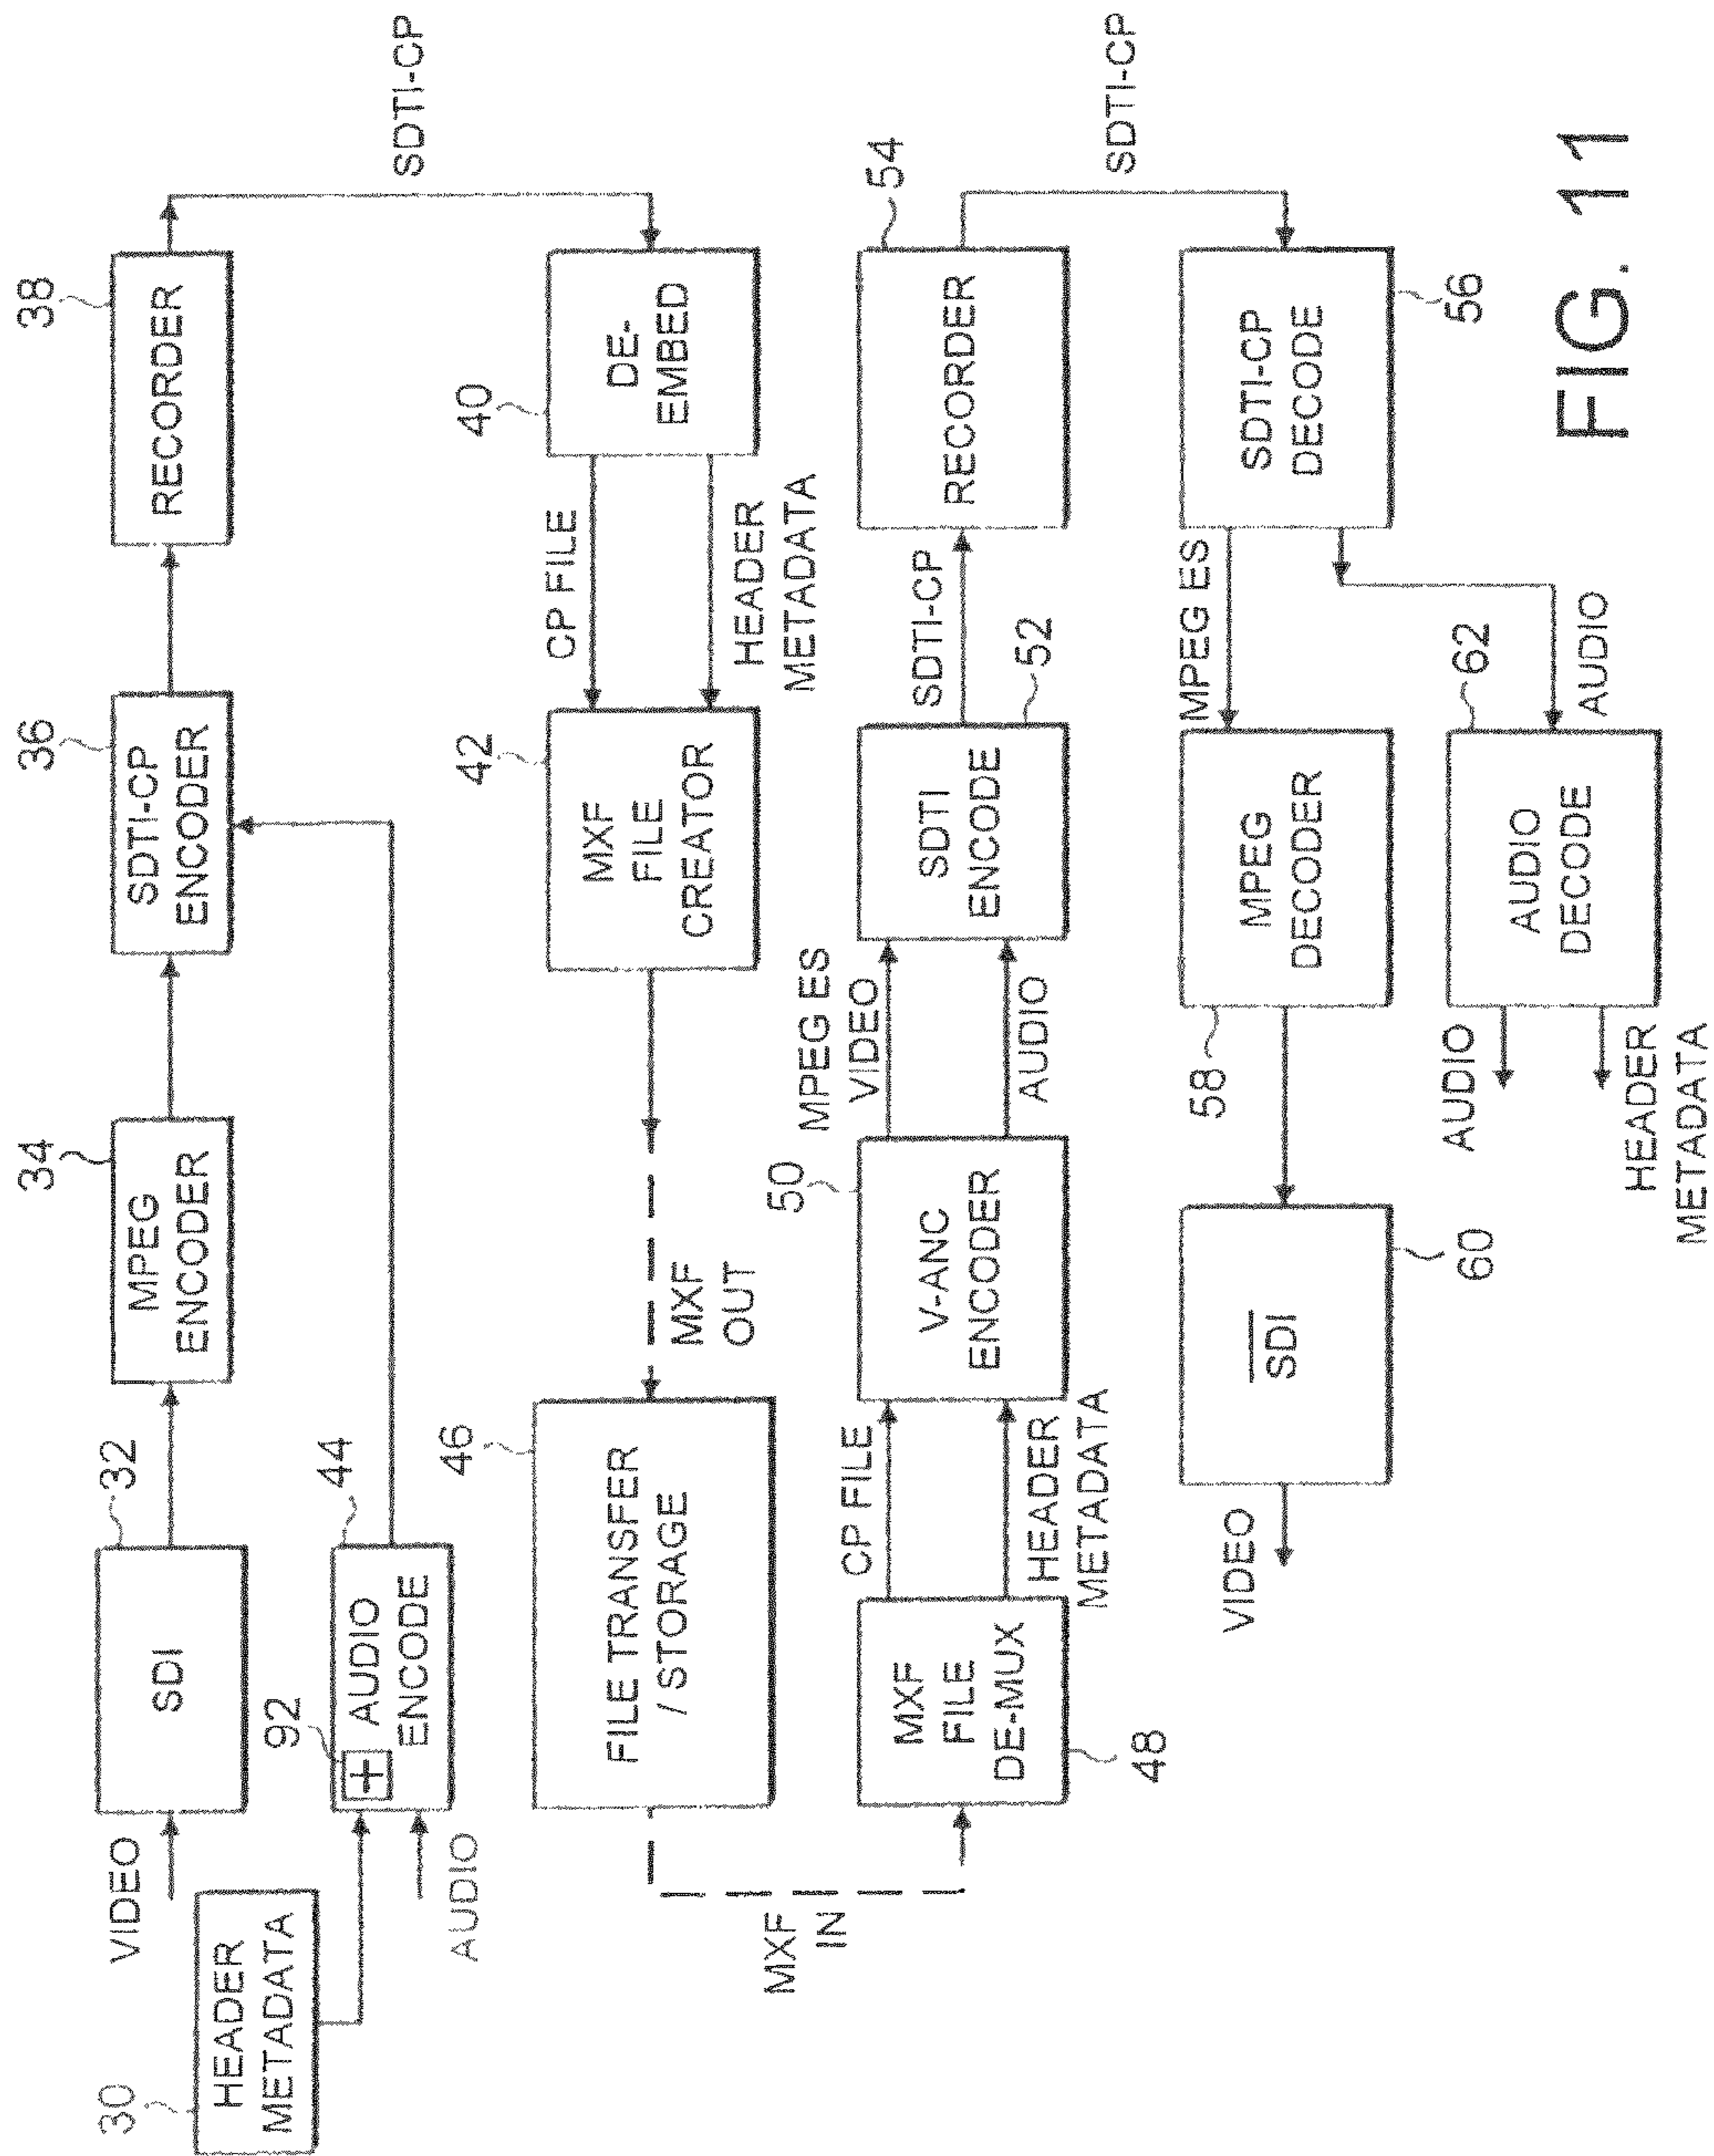 30
HEADER
METADATA
VIDEO
SDI
32
MPEG
ENCODER
34
SDTI-CP
ENCODER
36
RECORDER
38
SDTI-CP
AUDIO
92
+
AUDIO
ENCODE
44
FILE TRANSFER
/ STORAGE
46
MXF
OUT
MXF
FILE
CREATOR
42
CP FILE
HEADER
METADATA
DE-
EMBED
40
MXF
IN
MXF
FILE
DE-MUX
48
CP FILE
HEADER
METADATA
V-ANC
ENCODER
50
MPEG ES
VIDEO
AUDIO
SDTI
ENCODE
52
SDTI-CP
RECORDER
54
SDTI-CP
VIDEO
SDI
60
MPEG
DECODER
58
MPEG ES
SDTI-CP
DECODE
56
AUDIO
HEADER
METADATA
AUDIO
DECODE
62
AUDIO
FIG. 11